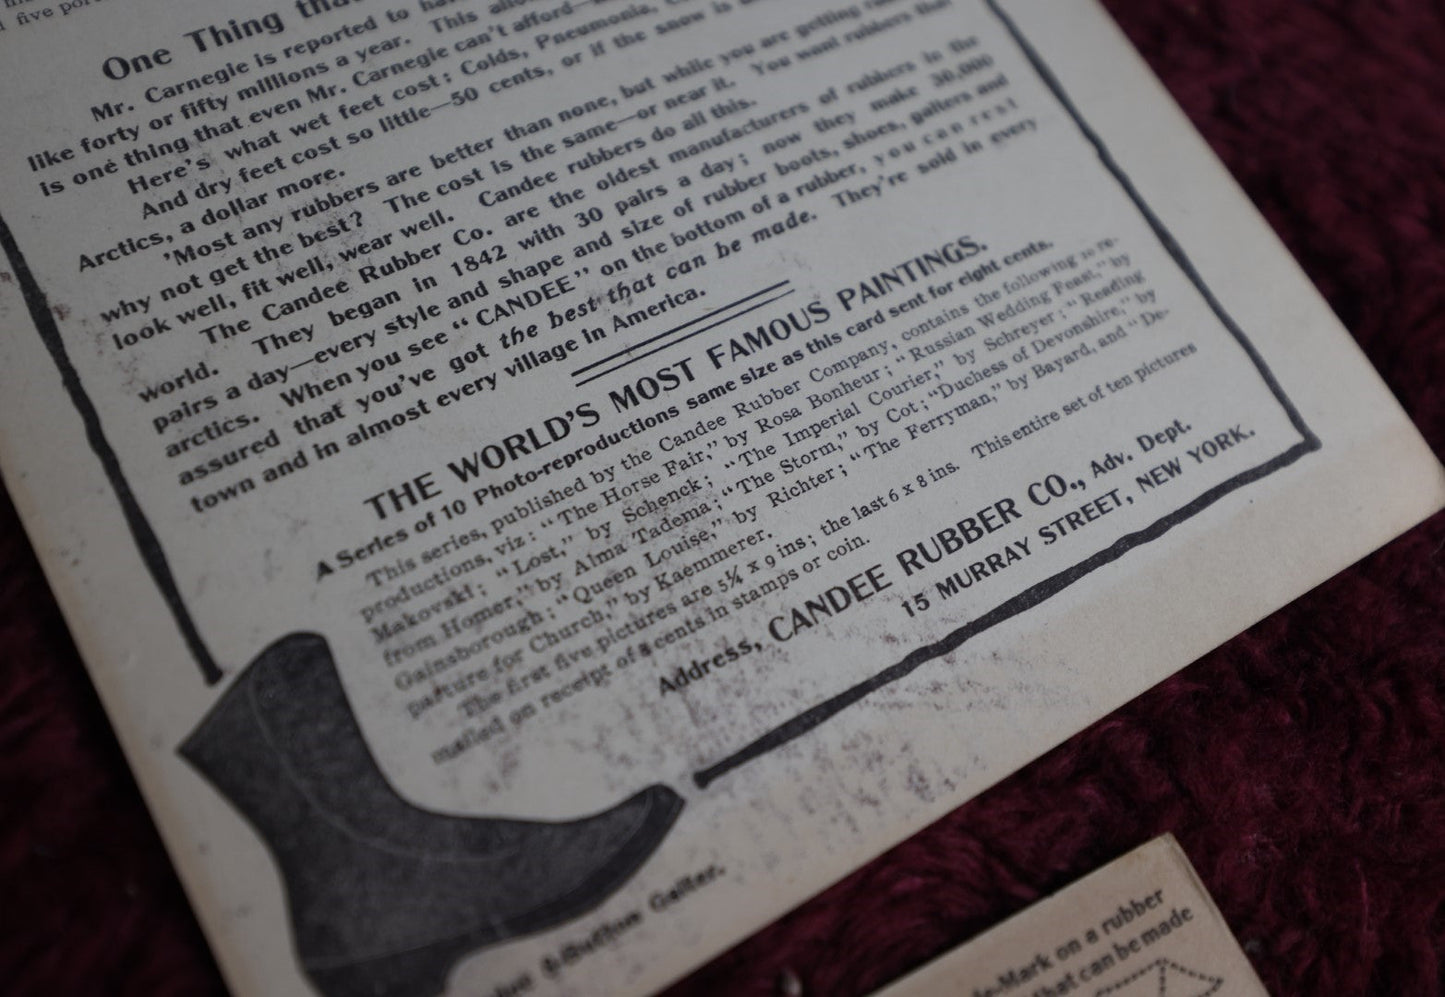 five
One Thing that
Mr. Carnegie is reported to
like forty or fifty millions a year. This
is one thing that even Mr. Carnegie can't afford—
Here's what wet feet cost: Colds, Pneumonia,
And dry feet cost so little—50 cents, or if the snow is
Arctics, a dollar more.
'Most any rubbers are better than none, but while you are getting
why not get the best? The cost is the same—or near it. You want rubbers that
look well, fit well, wear well. Candee rubbers do all this.
The Candee Rubber Co. are the oldest manufacturers of rubbers in the
world. They began in 1842 with 30 pairs a day; now they make 30,000
pairs a day—every style and shape and size of rubber boots, shoes, gaiters and
arctics. When you see "CANDEE" on the bottom of a rubber, you can rest
assured that you've got the best that can be made. They're sold in every
town and in almost every village in America.
THE WORLD'S MOST FAMOUS PAINTINGS.
A Series of 10 Photo-reproductions same size as this card sent for eight cents.
This series, published by the Candee Rubber Company, contains the following 10 re-
productions, viz: "The Horse Fair," by Rosa Bonheur; "Russian Wedding Feast," by
Makovski; "Lost," by Schenck; "The Imperial Courier," by Schreyer; "Reading
from Homer," by Alma Tadema; "The Storm," by Cot; "Duchess of Devonshire," by
Gainsborough; "Queen Louise," by Richter; "The Ferryman," by Bayard, and "De-
parture for Church," by Kaemmerer.
The first five pictures are 5¼ x 9 ins; the last 6 x 8 ins. This entire set of ten pictures
mailed on receipt of 8 cents in stamps or coin.
Address, CANDEE RUBBER CO., Adv. Dept.
15 MURRAY STREET, NEW YORK.
Button Gaiter.
-Mark on a rubber
that can be made